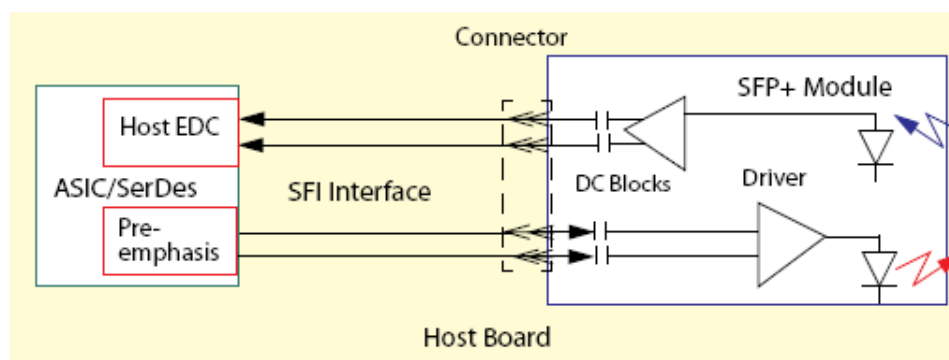 Connector
SFP+ Module
Host EDC
ASIC/SerDes
SFI Interface
DC Blocks
Driver
Pre-
emphasis
Host Board